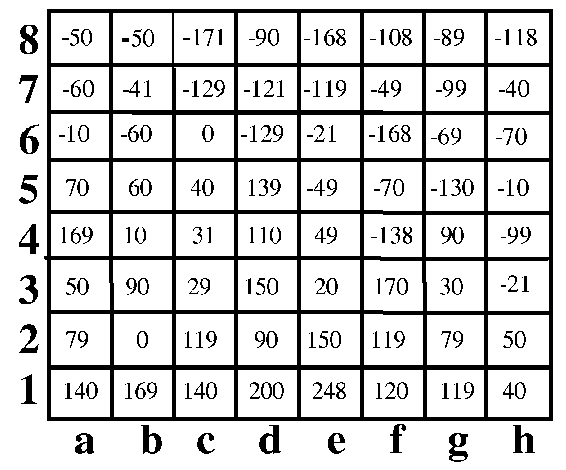 8 -50 -50 -171 -90 -168 -108 -89 -118
7 -60 -41 -129 -121 -119 -49 -99 -40
6 -10 -60 0 -129 -21 -168 -69 -70
5 70 60 40 139 -49 -70 -130 -10
4 169 10 31 110 49 -138 90 -99
3 50 90 29 150 20 170 30 -21
2 79 0 119 90 150 119 79 50
1 140 169 140 200 248 120 119 40
a b c d e f g h